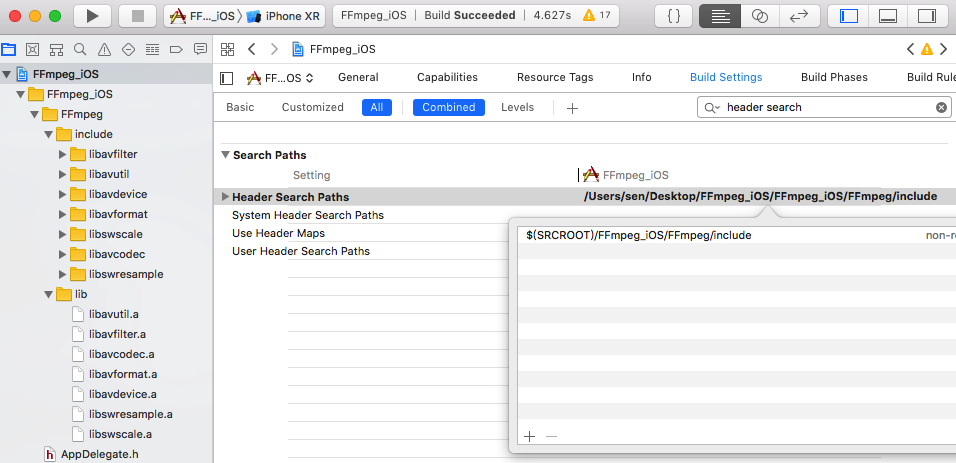 FF..._iOS iPhone XR FFmpeg_iOS Build Succeeded 4.627s 17 { }
FFmpeg_iOS
FFmpeg_iOS
FFmpeg_iOS
FFmpeg
include
libavfilter
libavutil
libavdevice
libavformat
libswscale
libavcodec
libswresample
lib
libavutil.a
libavfilter.a
libavcodec.a
libavformat.a
libavdevice.a
libswresample.a
libswscale.a
h AppDelegate.h
FF...OS General Capabilities Resource Tags Info Build Settings Build Phases Build Rule
Basic Customized All Combined Levels + header search
Search Paths
Setting FFmpeg_iOS
Header Search Paths /Users/sen/Desktop/FFmpeg_iOS/FFmpeg_iOS/FFmpeg/include
System Header Search Paths
Use Header Maps
User Header Search Paths
$(SRCROOT)/FFmpeg_iOS/FFmpeg/include non-re
+ —